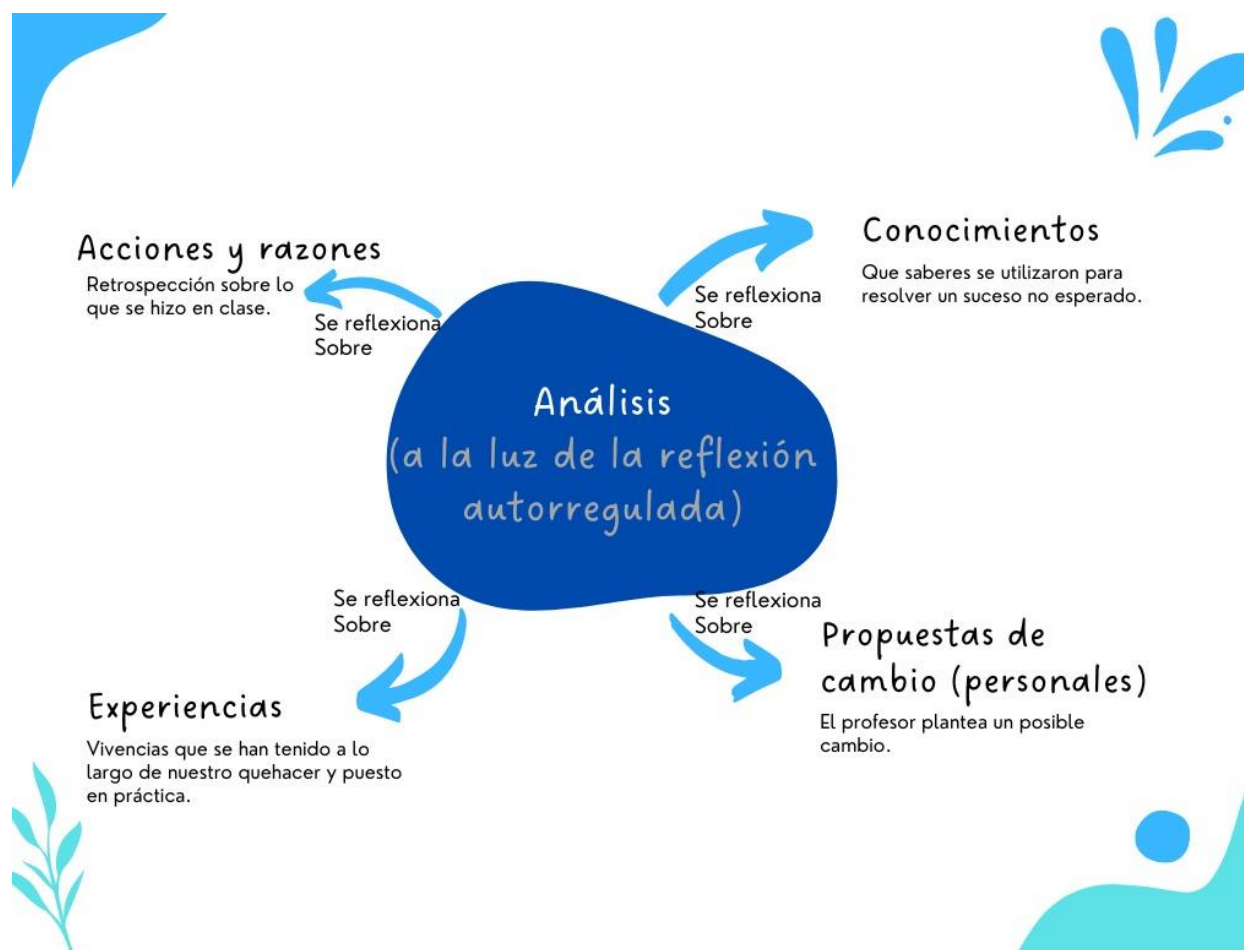 Acciones y razones
Retrospección sobre lo
que se hizo en clase.
Se reflexiona
Sobre
Conocimientos
Que saberes se utilizaron para
resolver un suceso no esperado.
Se reflexiona
Sobre
Análisis
(a la luz de la reflexión
autorregulada)
Se reflexiona
Sobre
Experiencias
Vivencias que se han tenido a lo
largo de nuestro quehacer y puesto
en práctica.
Se reflexiona
Sobre
Propuestas de
cambio (personales)
El profesor plantea un posible
cambio.